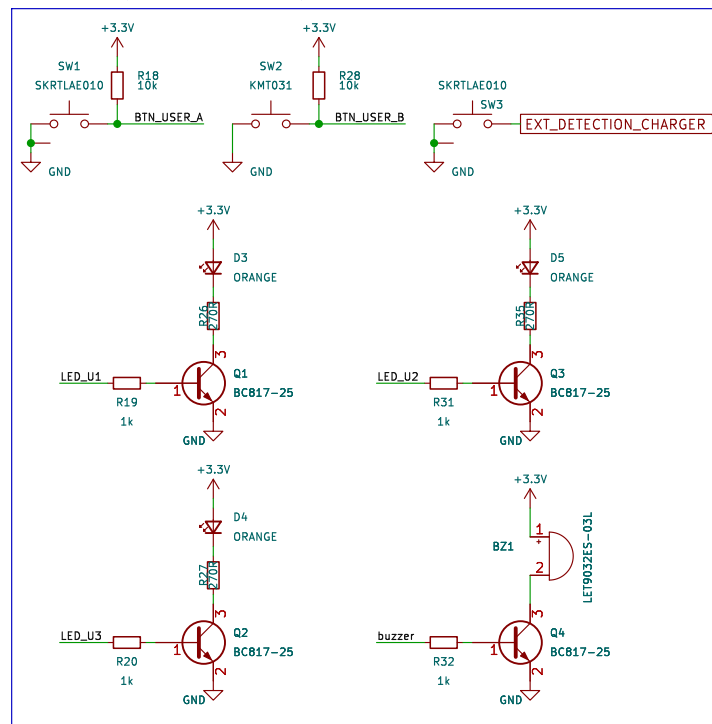 +3.3V
+3.3V
SW1
SKRTLAE010
R18
10k
SW2
KMT031
R28
10k
SKRTLAE010
SW3
BTN_USER_A
BTN_USER_B
EXT_DETECTION_CHARGER
GND
GND
GND
+3.3V
+3.3V
D3
ORANGE
D5
ORANGE
R26
270R
R35
270R
LED_U1
R19
1k
1
3
2
Q1
BC817-25
GND
LED_U2
R31
1k
1
3
2
Q3
BC817-25
GND
+3.3V
+3.3V
D4
ORANGE
R27
270R
BZ1
1
+
2
LET9032ES-03L
LED_U3
R20
1k
1
3
2
Q2
BC817-25
GND
buzzer
R32
1k
1
3
2
Q4
BC817-25
GND